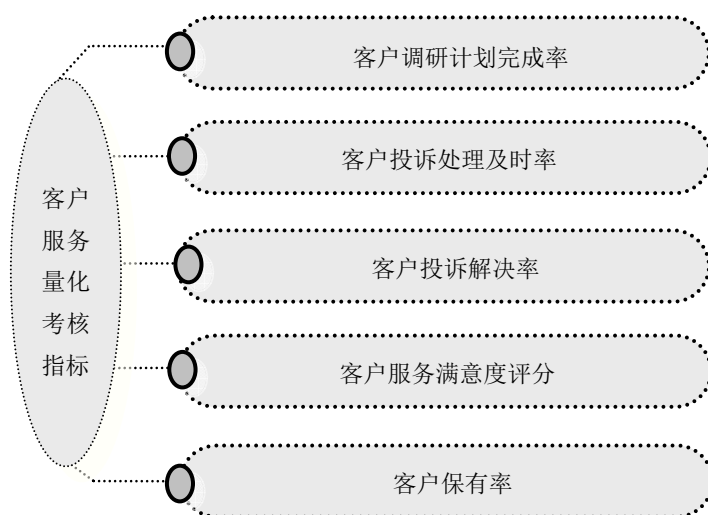 客户调研计划完成率
客户投诉处理及时率
客户
服务
量化
考核
指标
客户投诉解决率
客户服务满意度评分
客户保有率